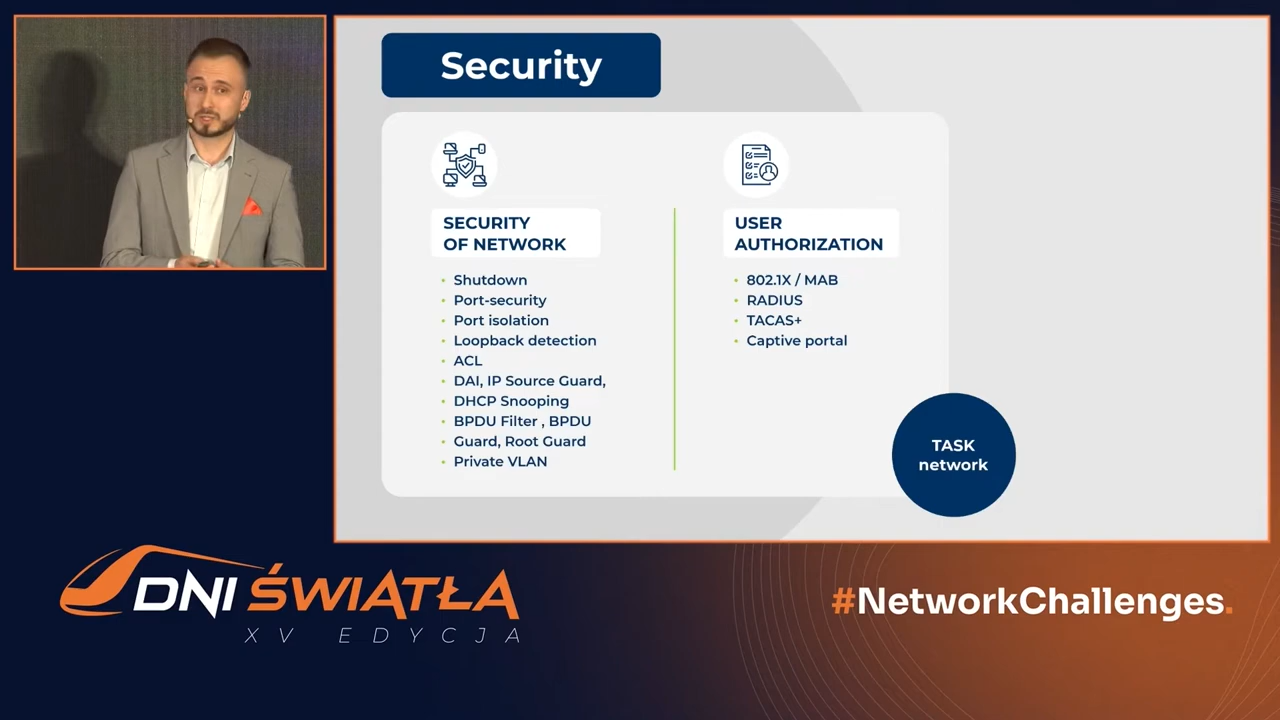 Security
SECURITY
OF NETWORK
• Shutdown
• Port-security
• Port isolation
• Loopback detection
• ACL
• DAI, IP Source Guard,
• DHCP Snooping
• BPDU Filter , BPDU
• Guard, Root Guard
• Private VLAN
USER
AUTHORIZATION
• 802.1X / MAB
• RADIUS
• TACAS+
• Captive portal
TASK
network
DNI ŚWIATŁA
XV EDYCJA
#NetworkChallenges.